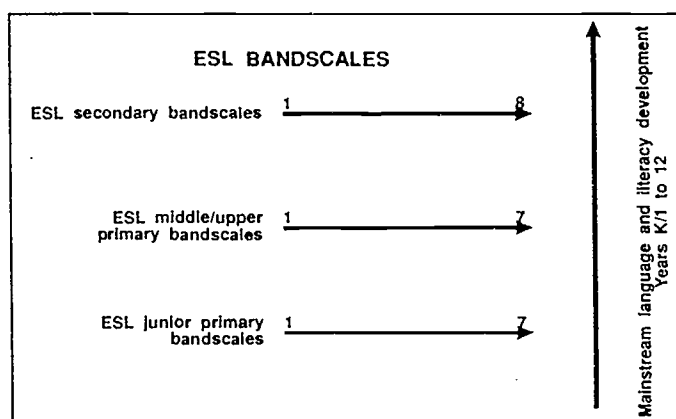 ESL BANDSCALES
ESL secondary bandscales
1 8
ESL middle/upper
primary bandscales
1 7
ESL junior primary
bandscales
1 7
Mainstream language and literacy development
Years K/1 to 12